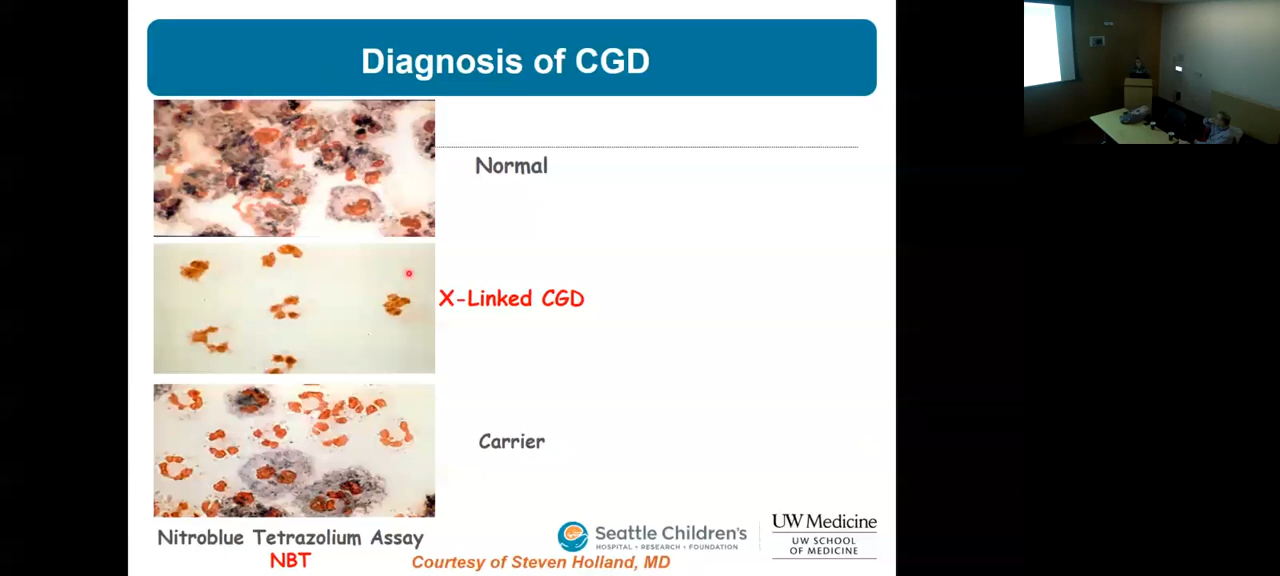 Diagnosis of CGD
Normal
X-Linked CGD
Carrier
Nitroblue Tetrazolium Assay
NBT
Courtesy of Steven Holland, MD
Seattle Children's
HOSPITAL • RESEARCH • FOUNDATION
UW Medicine
UW SCHOOL
OF MEDICINE